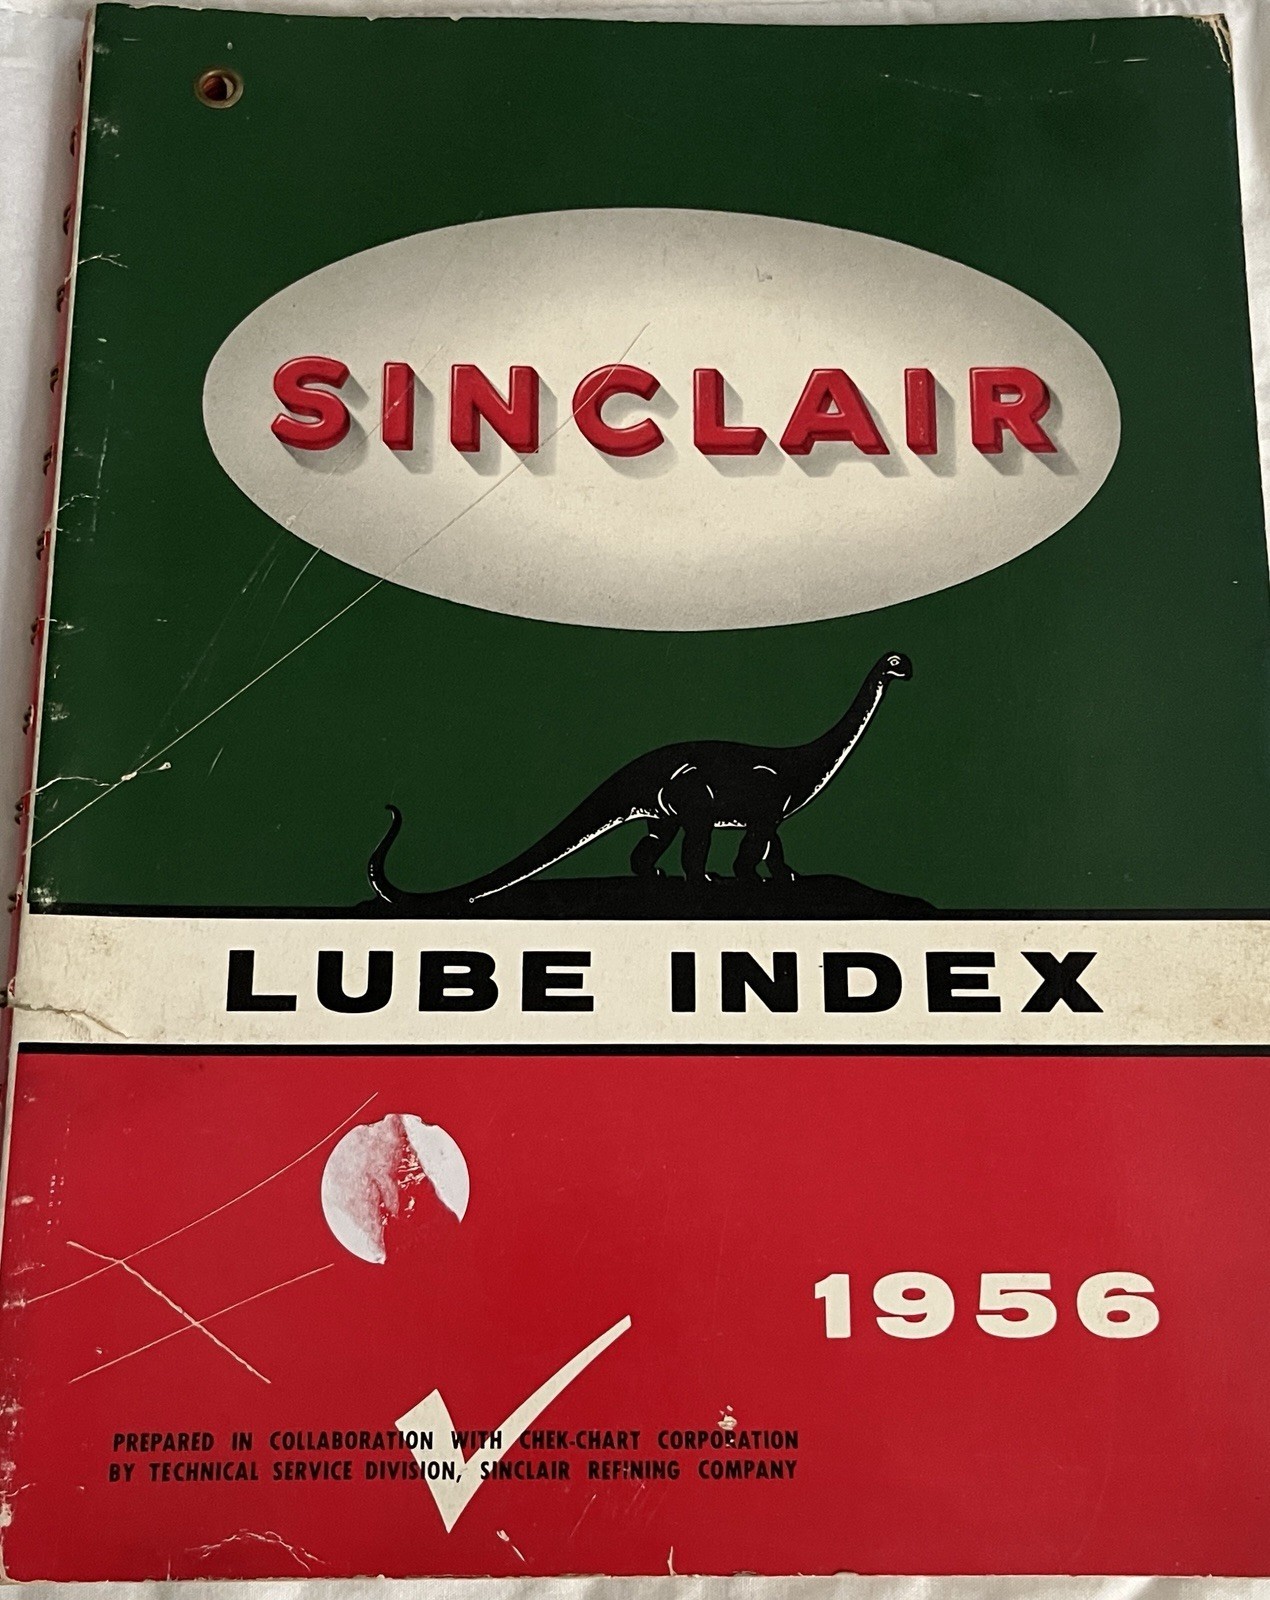 SINCLAIR
LUBE INDEX
1956
PREPARED IN COLLABORATION WITH CHEK-CHART CORPORATION
BY TECHNICAL SERVICE DIVISION, SINCLAIR REFINING COMPANY